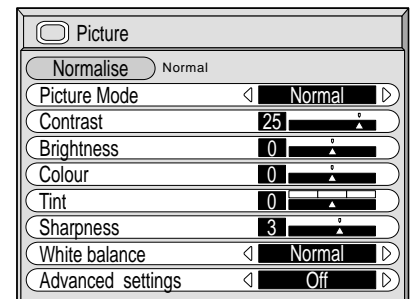 Picture
Normalise Normal
Picture Mode Normal
Contrast 25
Brightness 0
Colour 0
Tint 0
Sharpness 3
White balance Normal
Advanced settings Off